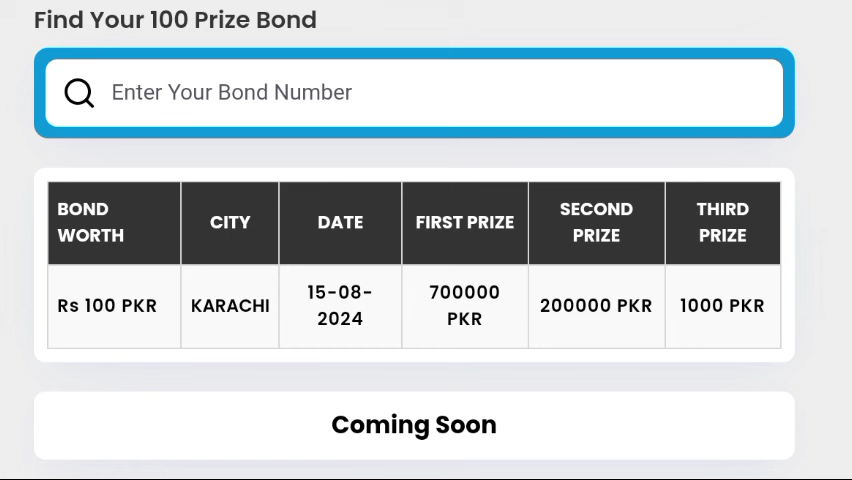 Find Your 100 Prize Bond
Enter Your Bond Number
BOND WORTH CITY DATE FIRST PRIZE SECOND PRIZE THIRD PRIZE
Rs 100 PKR KARACHI 15-08-2024 700000 PKR 200000 PKR 1000 PKR
Coming Soon